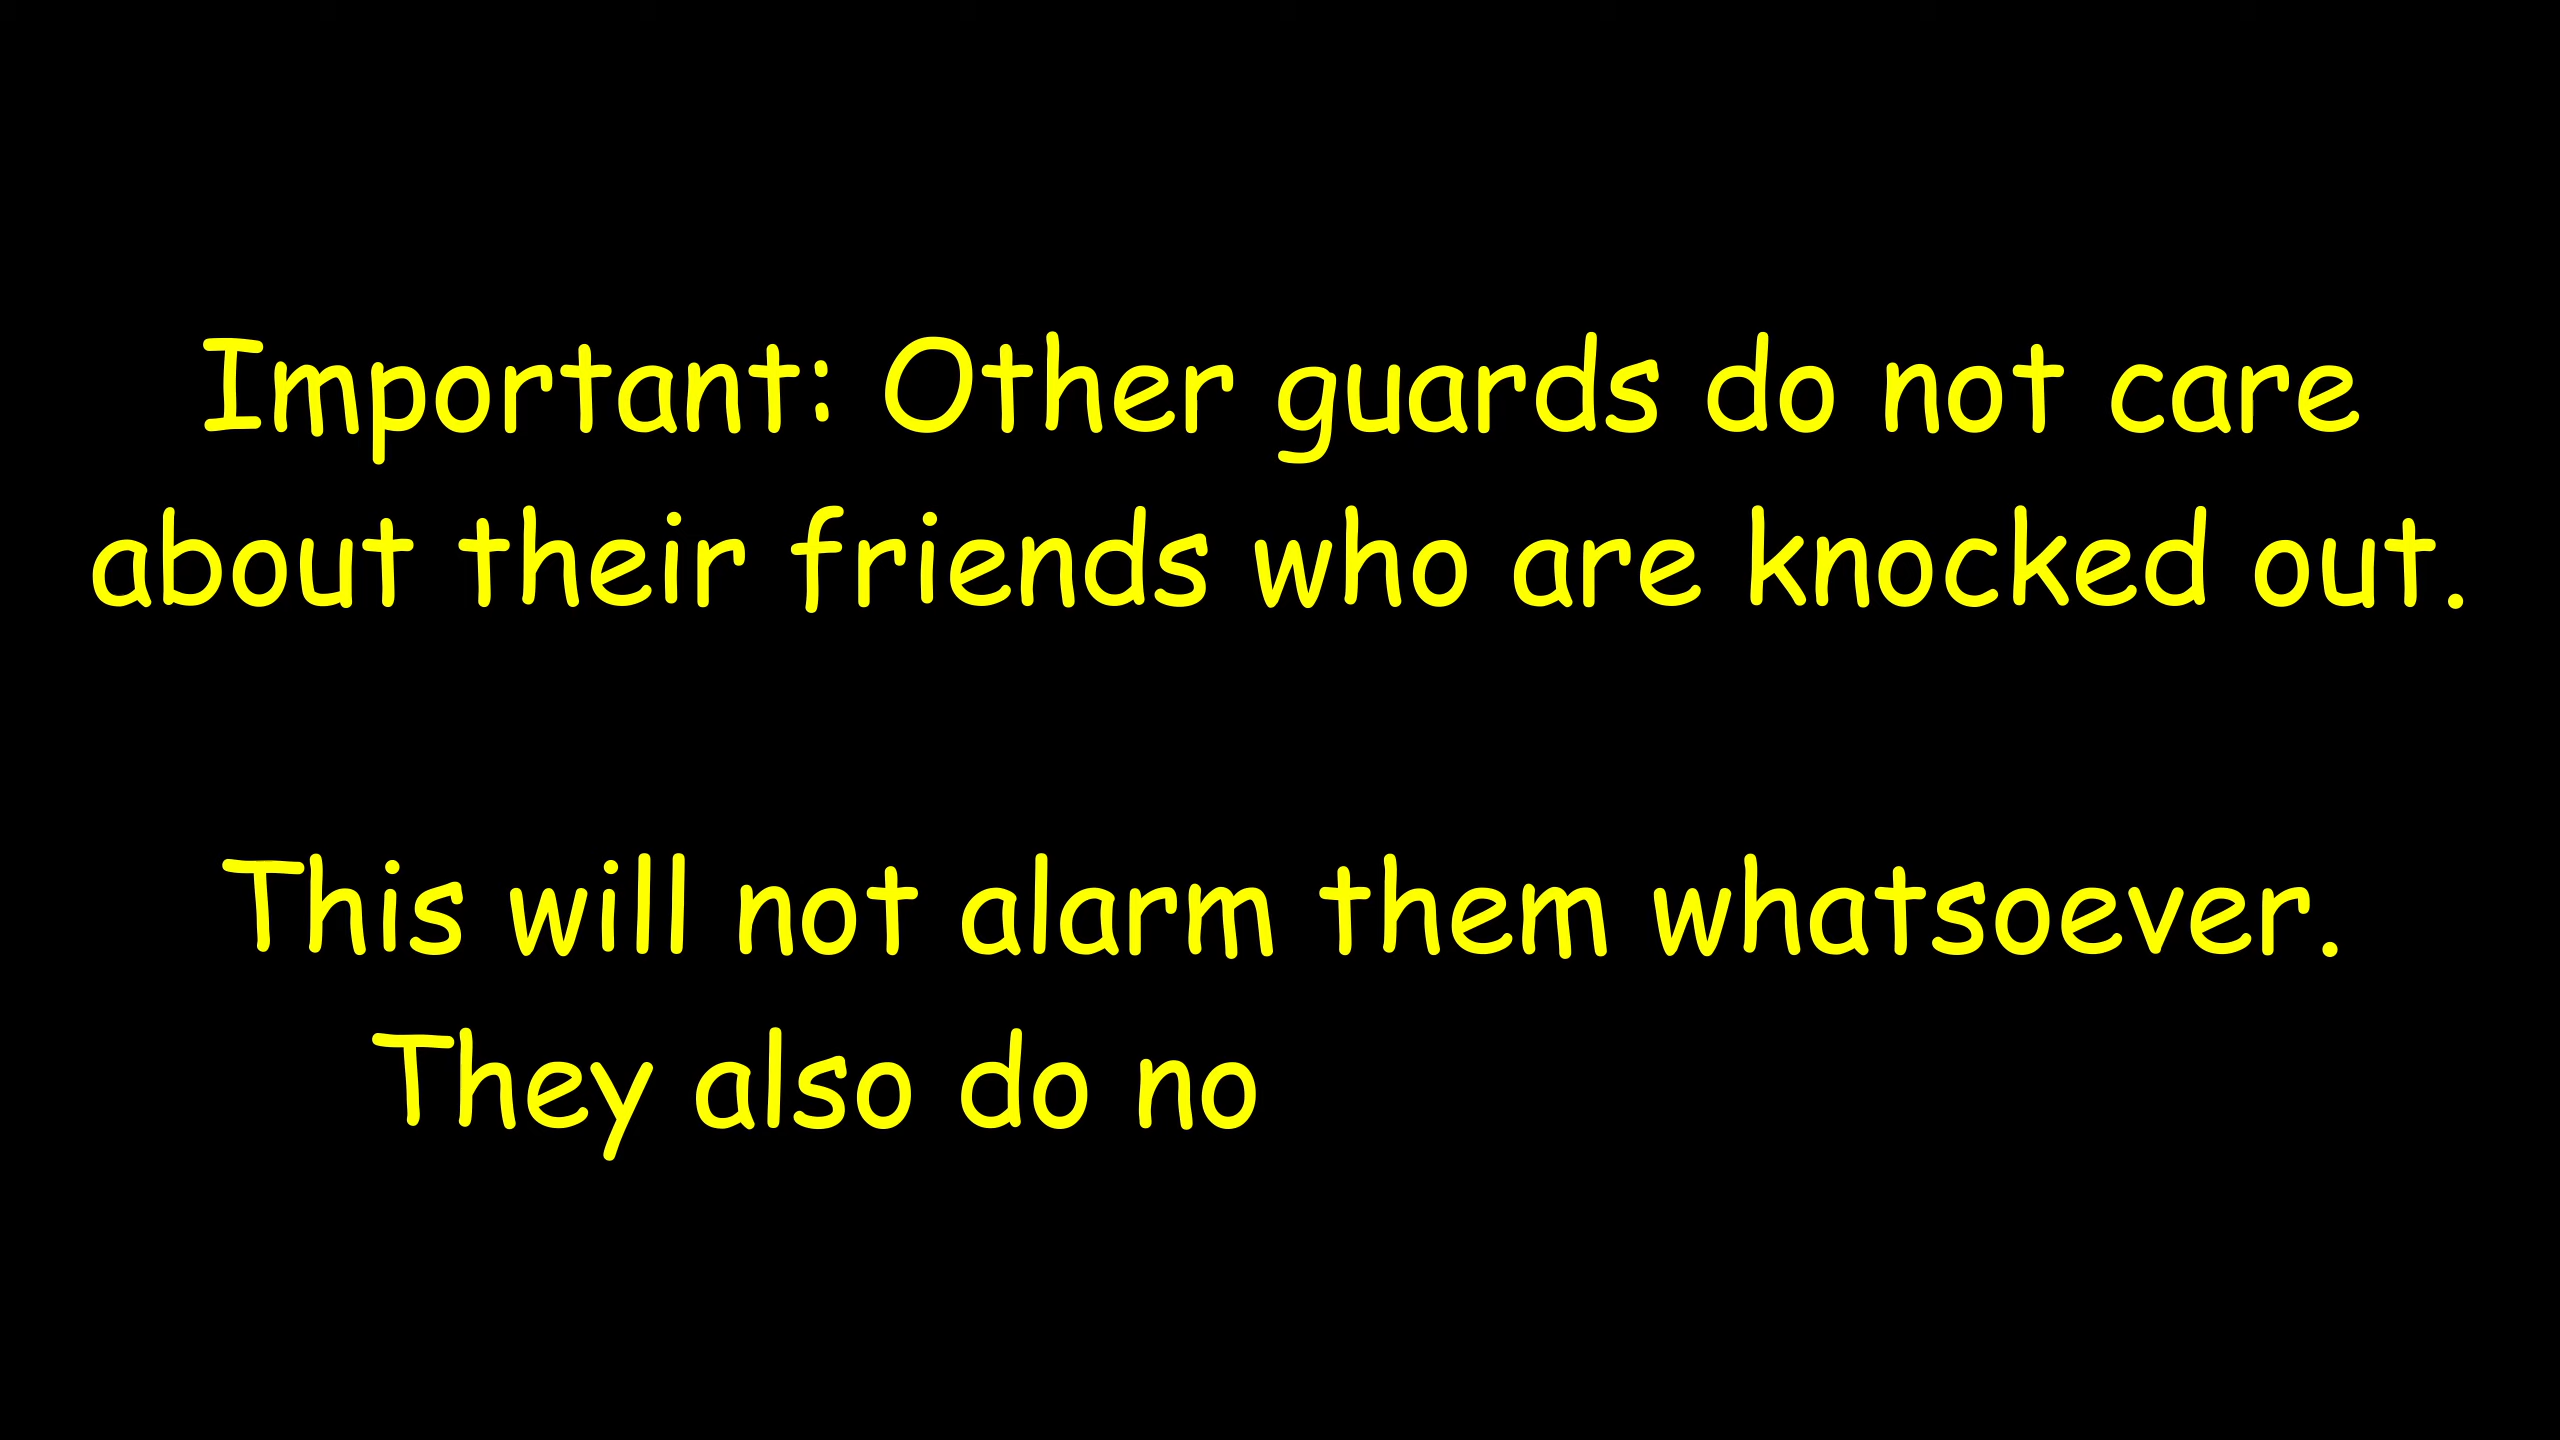 Important: Other guards do not care
about their friends who are knocked out.
This will not alarm them whatsoever.
They also do no